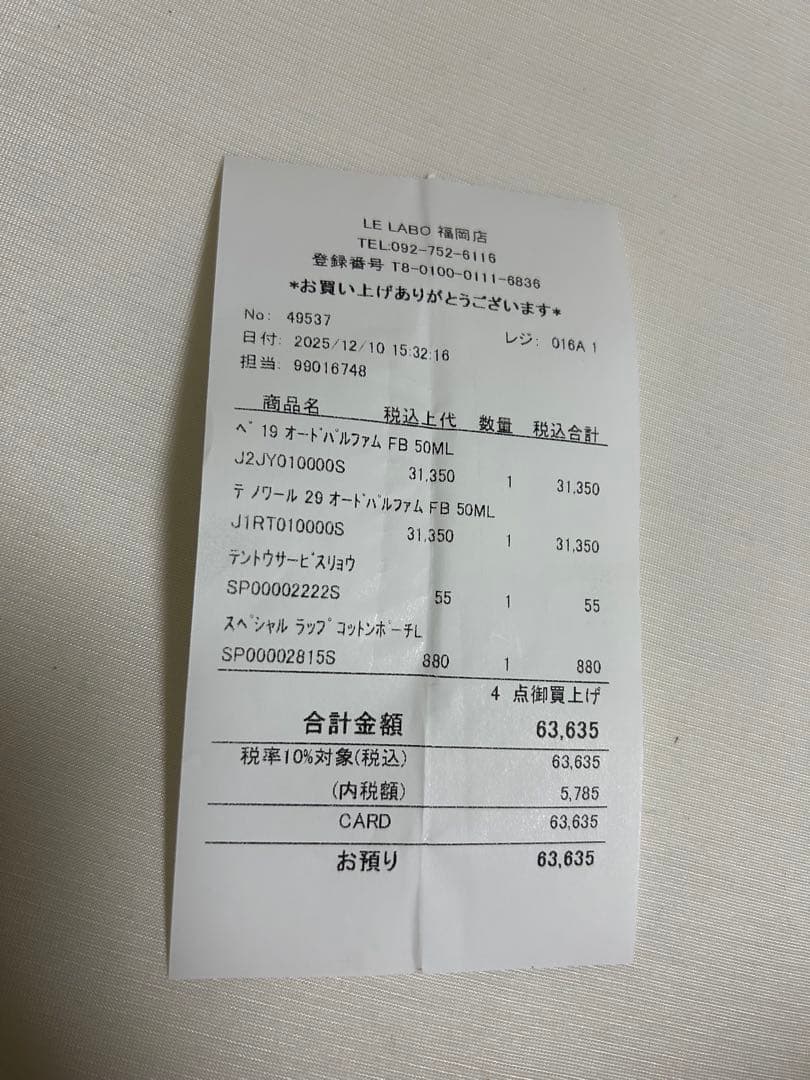 LE LABO 福岡店
TEL:092-752-6116
登録番号 T8-0100-0111-6836
*お買い上げありがとうございます*
No: 49537 レジ: 016A 1
日付: 2025/12/10 15:32:16
担当: 99016748
商品名 税込上代 数量 税込合計
ベ 19 オードパルファム FB 50ML
J2JY010000S 31,350 1 31,350
テ ノワール 29 オードパルファム FB 50ML
J1RT010000S 31,350 1 31,350
テントウサービスリョウ
SP00002222S 55 1 55
スペシャル ラップ コットンポーチL
SP00002815S 880 1 880
4 点御買上げ
合計金額 63,635
税率10%対象(税込) 63,635
(内税額) 5,785
CARD 63,635
お預り 63,635